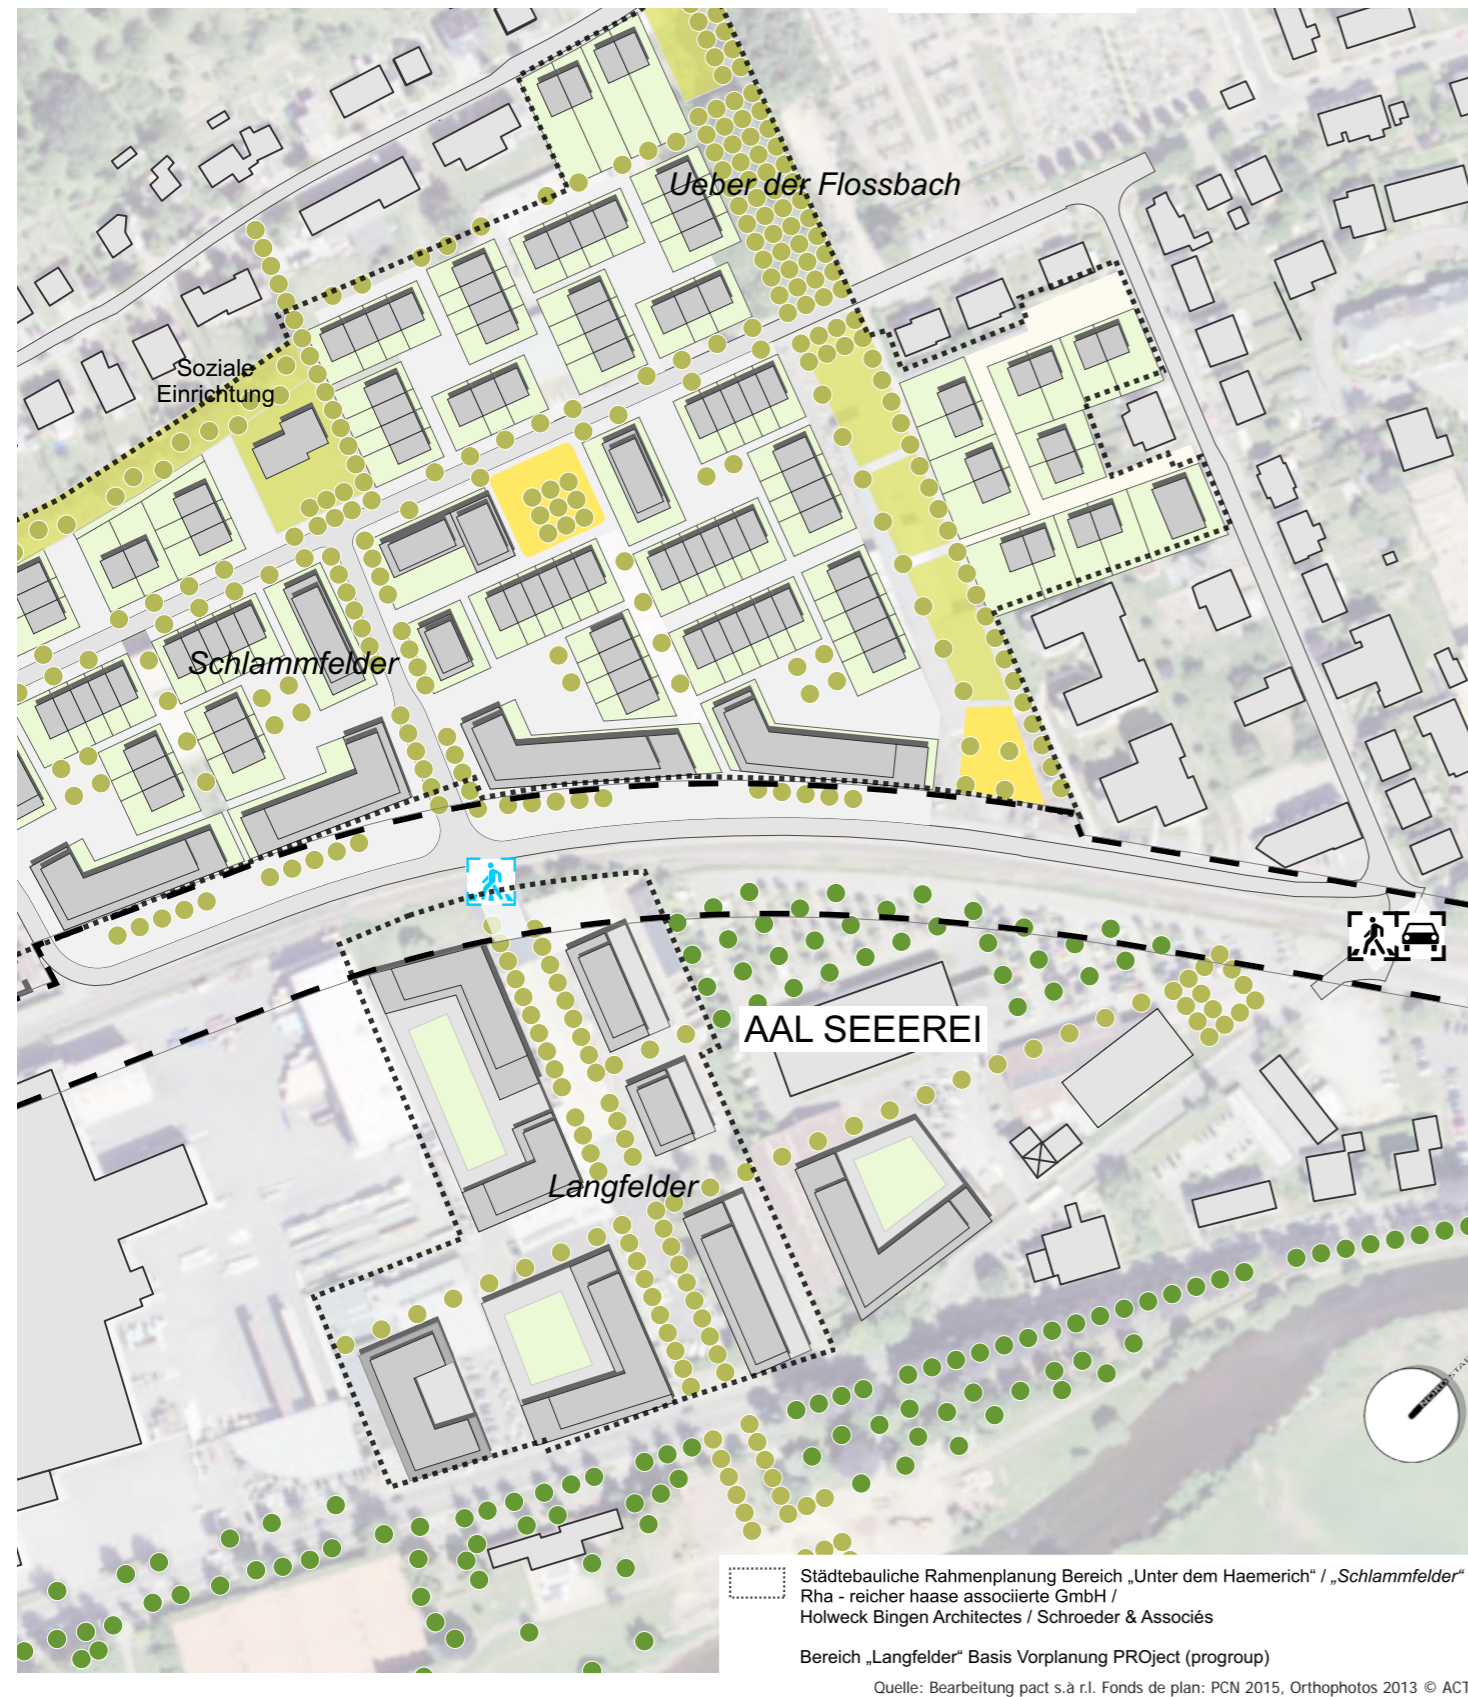 Ueber der Flossbach
Soziale
Einrichtung
Schlammfelder
AAL SEEEREI
Langfelder
Städtebauliche Rahmenplanung Bereich „Unter dem Haemerich“ / „Schlammfelder“
Rha - reicher haase associierte GmbH /
Holweck Bingen Architectes / Schroeder & Associés
Bereich „Langfelder“ Basis Vorplanung PROject (progroup)
Quelle: Bearbeitung pact s.à r.l. Fonds de plan: PCN 2015, Orthophotos 2013 © ACT